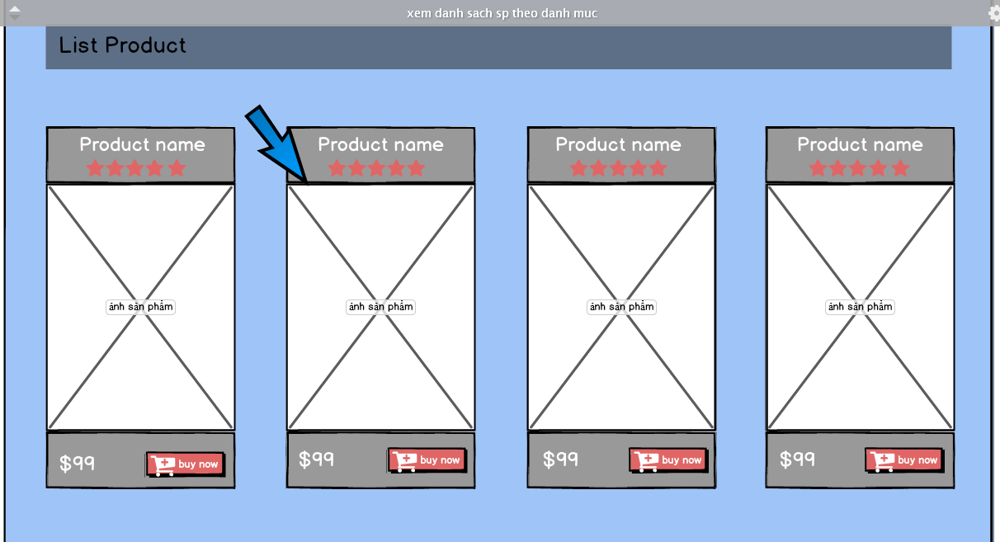 xem danh sach sp theo danh muc
List Product
Product name
Product name
Product name
Product name
ảnh sản phẩm
ảnh sản phẩm
ảnh sản phẩm
ảnh sản phẩm
$99
buy now
$99
buy now
$99
buy now
$99
buy now